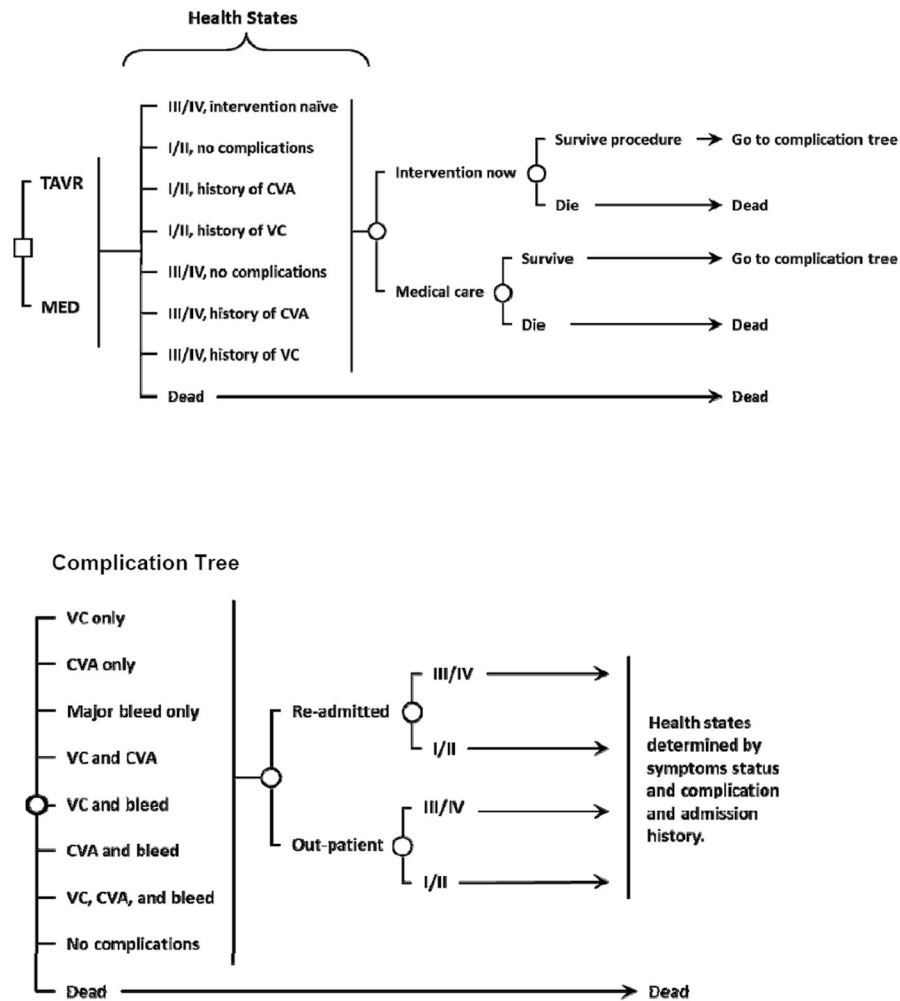 Health States
III/IV, intervention naïve
I/II, no complications
I/II, history of CVA
I/II, history of VC
III/IV, no complications
III/IV, history of CVA
III/IV, history of VC
Dead
TAVR
MED
Intervention now
Medical care
Survive procedure
Die
Survive
Die
Go to complication tree
Dead
Go to complication tree
Dead
Dead
Complication Tree
VC only
CVA only
Major bleed only
VC and CVA
VC and bleed
CVA and bleed
VC, CVA, and bleed
No complications
Dead
Re-admitted
Out-patient
III/IV
I/II
III/IV
I/II
Health states
determined by
symptoms status
and complication
and admission
history.
Dead